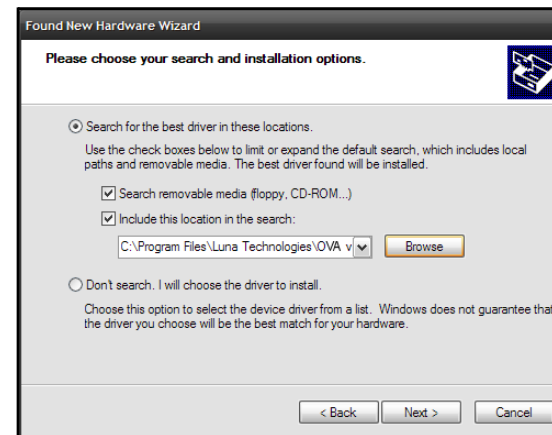 Found New Hardware Wizard
Please choose your search and installation options.
Search for the best driver in these locations.
Use the check boxes below to limit or expand the default search, which includes local
paths and removable media. The best driver found will be installed.
Search removable media (floppy, CD-ROM...)
Include this location in the search:
C:\Program Files\Luna Technologies\OVA v
Browse
Don't search. I will choose the driver to install.
Choose this option to select the device driver from a list. Windows does not guarantee that
the driver you choose will be the best match for your hardware.
< Back Next > Cancel